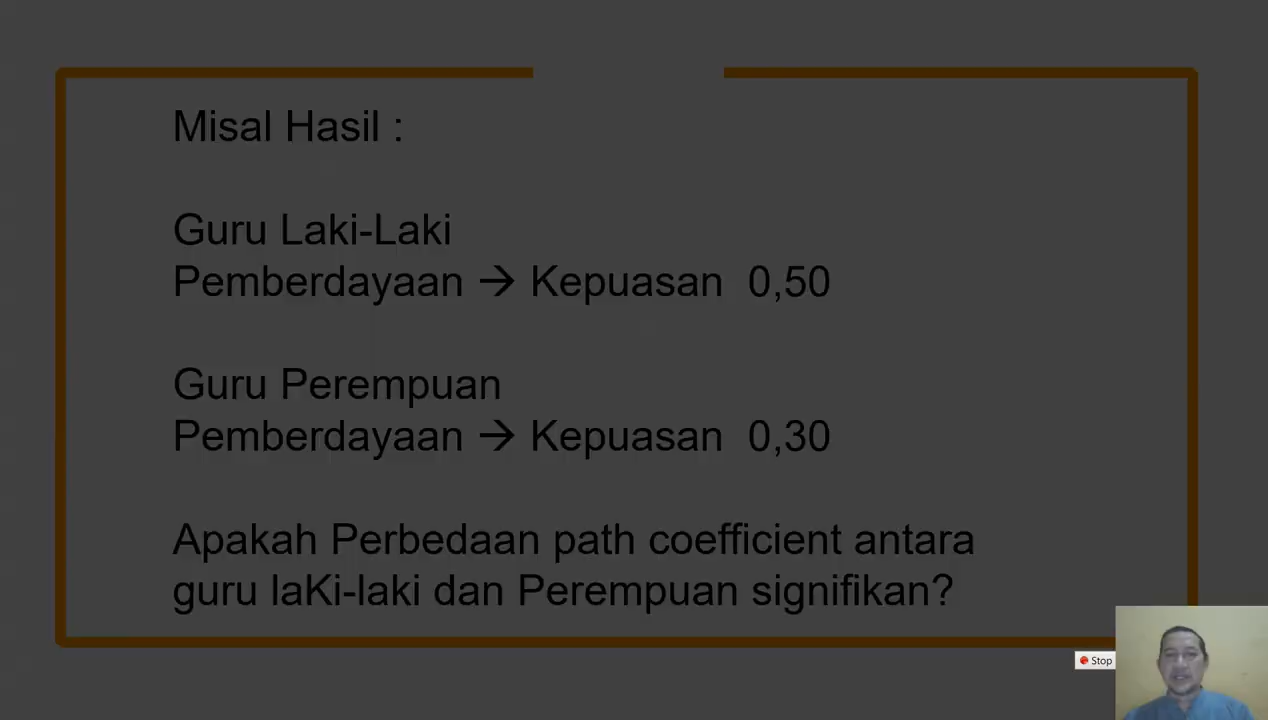 Misal Hasil :
Guru Laki-Laki
Pemberdayaan → Kepuasan 0,50
Guru Perempuan
Pemberdayaan → Kepuasan 0,30
Apakah Perbedaan path coefficient antara
guru laKi-laki dan Perempuan signifikan?
Stop